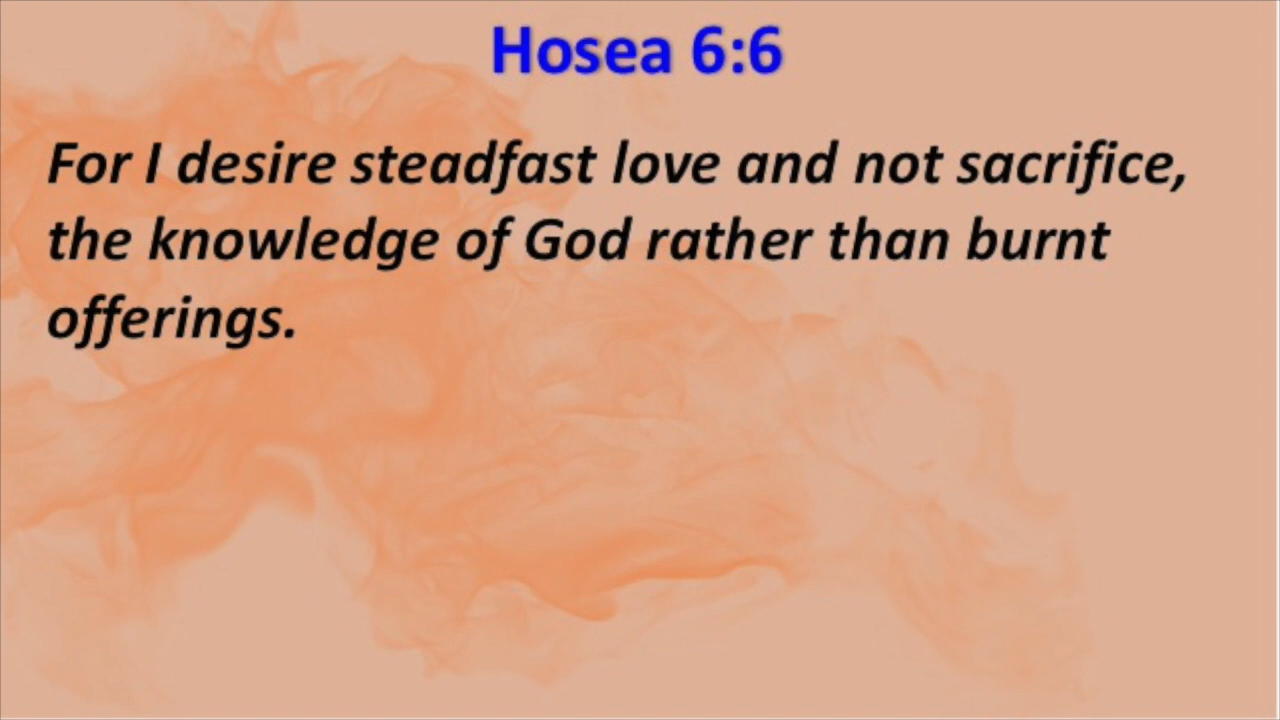 Hosea 6:6
For I desire steadfast love and not sacrifice,
the knowledge of God rather than burnt
offerings.